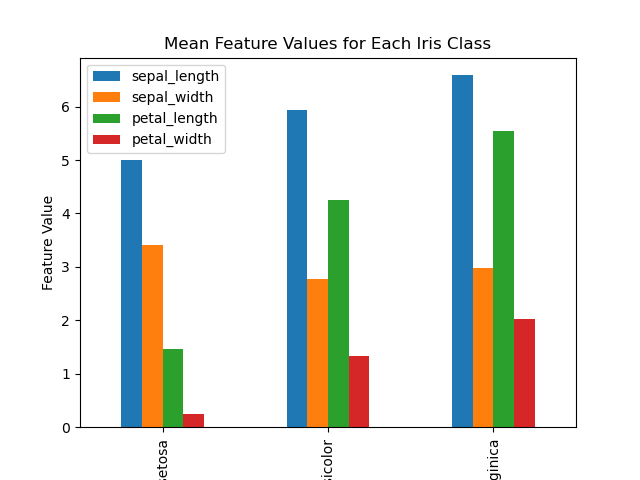 Mean Feature Values for Each Iris Class
sepal_length
sepal_width
petal_length
petal_width
Feature Value
6
5
4
3
2
1
0
setosa
sicolor
ginica